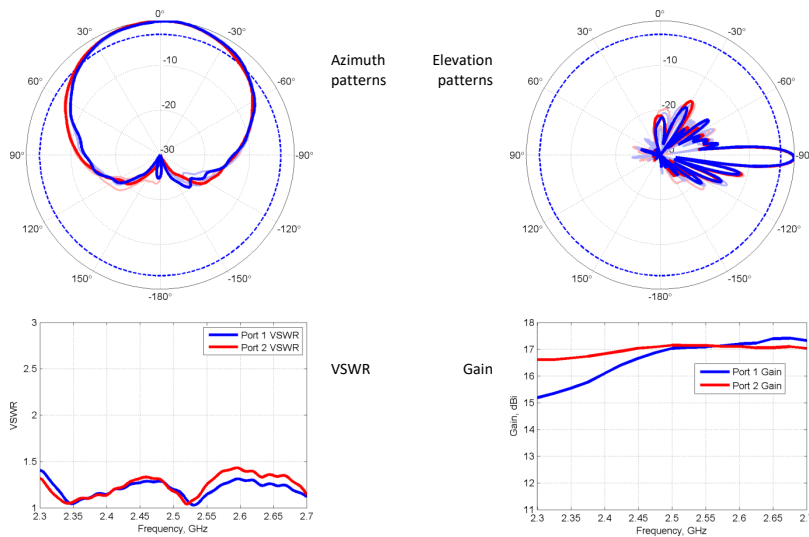 0°
30°
-30°
60°
-60°
90°
-90°
120°
-120°
150°
-150°
-180°
-10
-20
-30
Azimuth
patterns
Elevation
patterns
0°
30°
-30°
60°
-60°
90°
-90
120°
-120°
150°
-150°
-180°
-10
-20
3
2.5
2
1.5
1
VSWR
Port 1 VSWR
Port 2 VSWR
2.3 2.35 2.4 2.45 2.5 2.55 2.6 2.65 2.7
Frequency, GHz
VSWR
Gain
18
17
16
15
14
13
12
11
Gain, dBi
Port 1 Gain
Port 2 Gain
2.3 2.35 2.4 2.45 2.5 2.55 2.6 2.65 2.7
Frequency, GHz